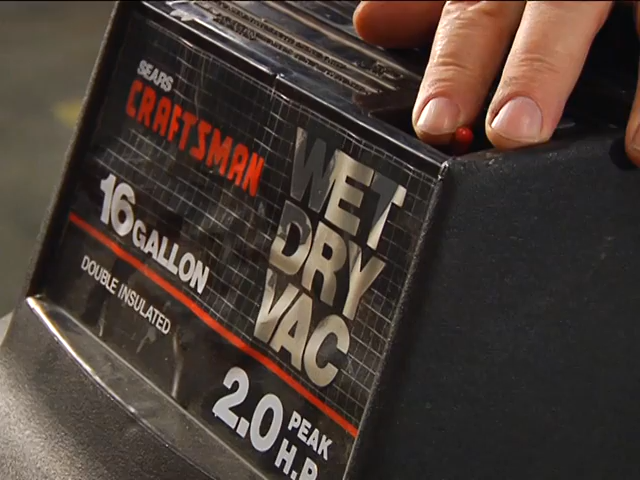 SEARS
CRAFTSMAN
16 GALLON
DOUBLE INSULATED
WET
DRY
VAC
2.0 PEAK
H.P.